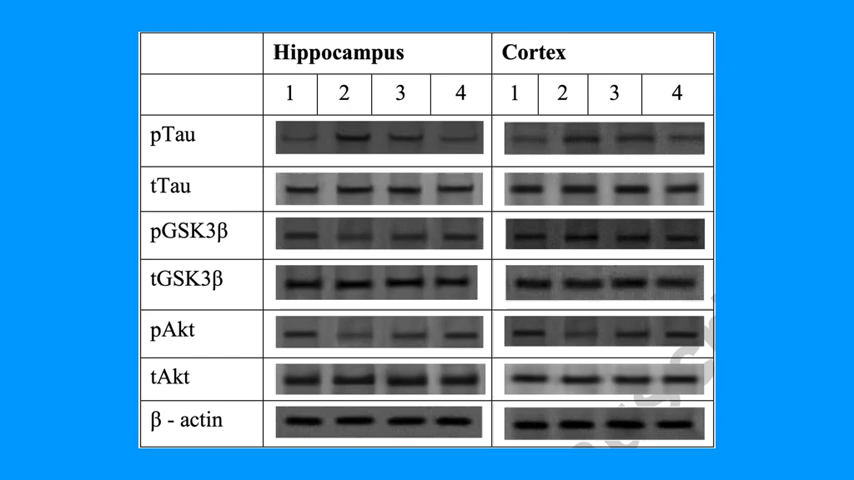 Hippocampus Cortex
1 2 3 4 1 2 3 4
pTau
tTau
pGSK3β
tGSK3β
pAkt
tAkt
β - actin